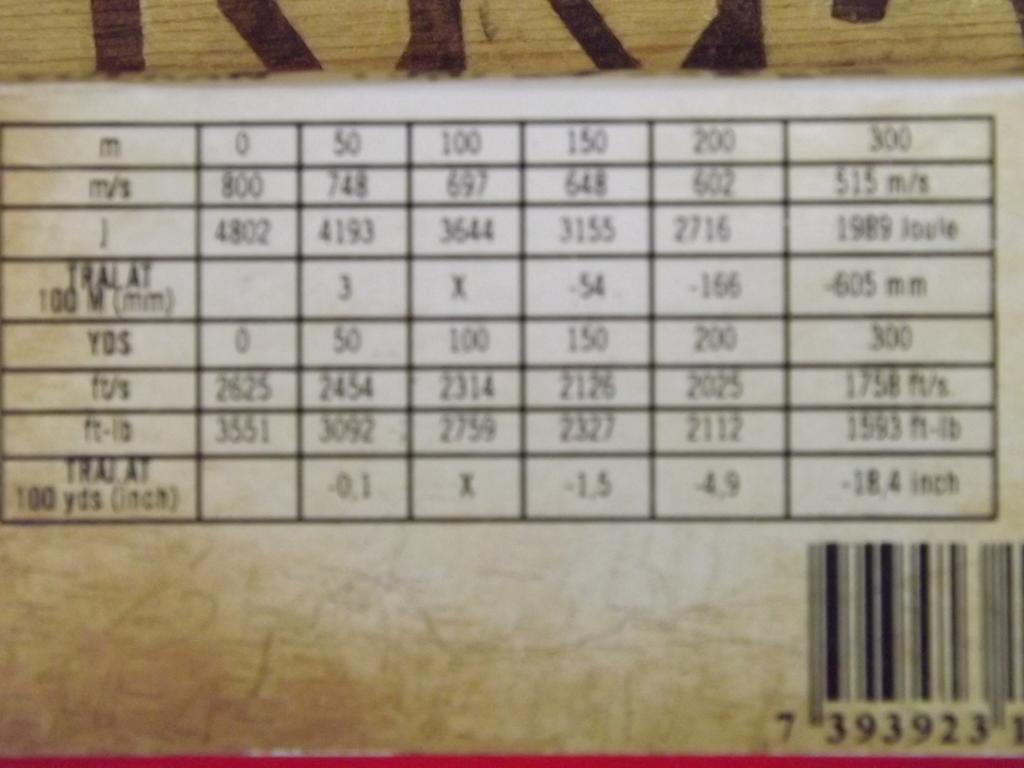 m 0 50 100 150 200 300
m/s 800 748 697 648 602 515 m/s
J 4802 4193 3644 3155 2716 1989 Joule
TRAJ.AT
100 M (mm) 3 X -54 -166 -605 mm
YDS 0 50 100 150 200 300
ft/s 2625 2454 2314 2126 2025 1758 ft/s.
ft-lb 3551 3092 2759 2327 2112 1593 ft-lb
TRAJ.AT
100 yds (inch) -0,1 X -1,5 -4,9 -18,4 inch
7 393923 1